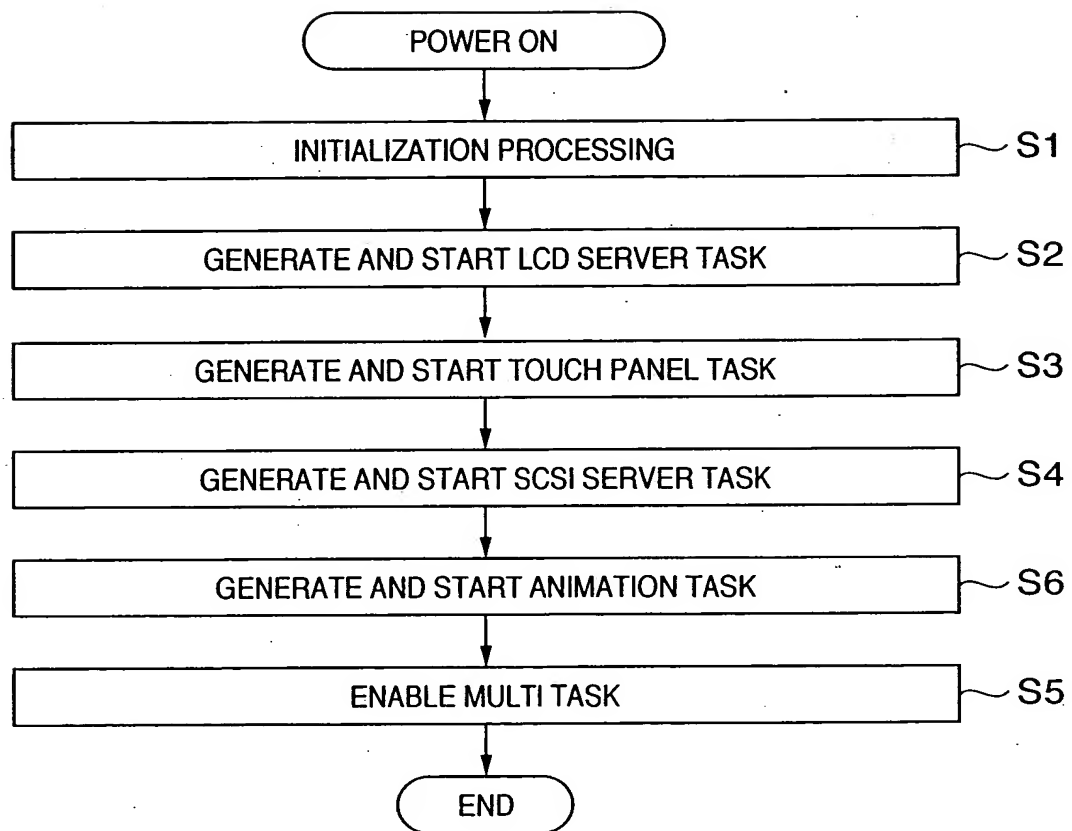 POWER ON
INITIALIZATION PROCESSING S1
GENERATE AND START LCD SERVER TASK S2
GENERATE AND START TOUCH PANEL TASK S3
GENERATE AND START SCSI SERVER TASK S4
GENERATE AND START ANIMATION TASK S6
ENABLE MULTI TASK S5
END